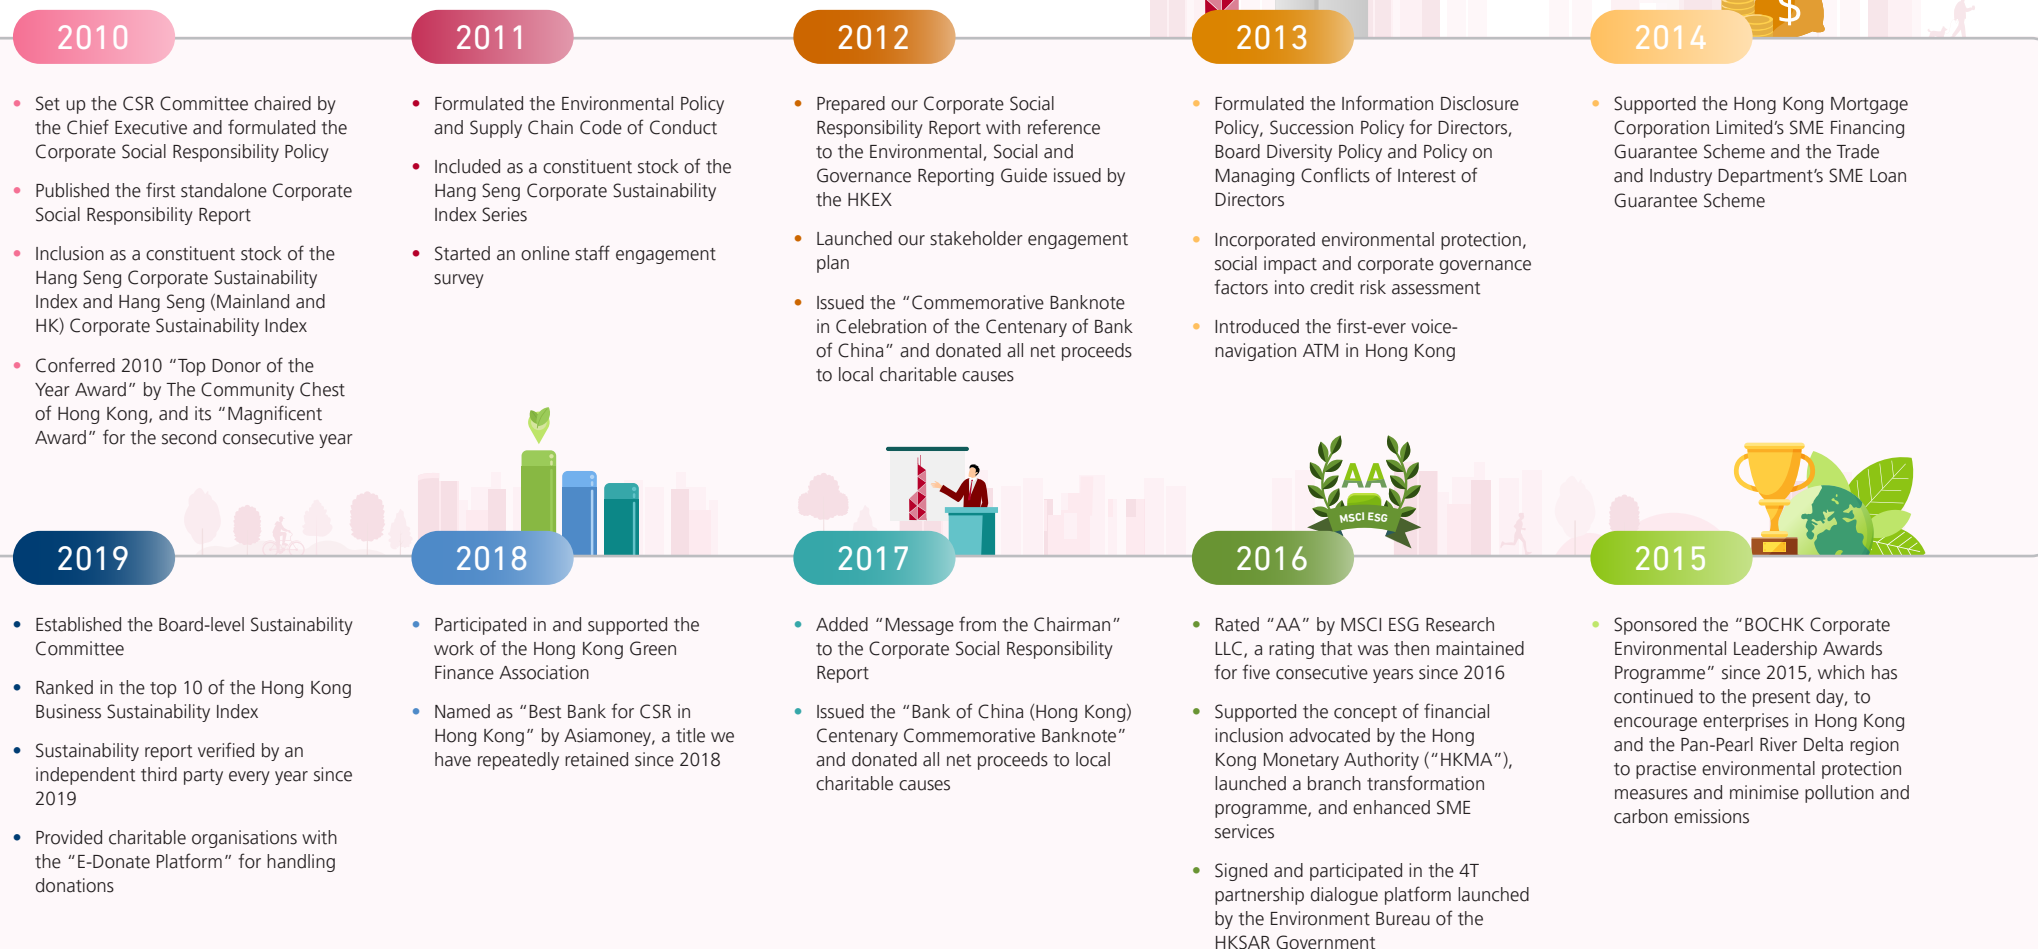 2010
Set up the CSR Committee chaired by
the Chief Executive and formulated the
Corporate Social Responsibility Policy
Published the first standalone Corporate
Social Responsibility Report
Inclusion as a constituent stock of the
Hang Seng Corporate Sustainability
Index and Hang Seng (Mainland and
HK) Corporate Sustainability Index
Conferred 2010 “Top Donor of the
Year Award” by The Community Chest
of Hong Kong, and its “Magnificent
Award” for the second consecutive year
2011
Formulated the Environmental Policy
and Supply Chain Code of Conduct
Included as a constituent stock of the
Hang Seng Corporate Sustainability
Index Series
Started an online staff engagement
survey
2012
Prepared our Corporate Social
Responsibility Report with reference
to the Environmental, Social and
Governance Reporting Guide issued by
the HKEX
Launched our stakeholder engagement
plan
Issued the “Commemorative Banknote
in Celebration of the Centenary of Bank
of China” and donated all net proceeds
to local charitable causes
2013
Formulated the Information Disclosure
Policy, Succession Policy for Directors,
Board Diversity Policy and Policy on
Managing Conflicts of Interest of
Directors
Incorporated environmental protection,
social impact and corporate governance
factors into credit risk assessment
Introduced the first-ever voice-
navigation ATM in Hong Kong
$
2014
Supported the Hong Kong Mortgage
Corporation Limited’s SME Financing
Guarantee Scheme and the Trade
and Industry Department’s SME Loan
Guarantee Scheme
2019
Established the Board-level Sustainability
Committee
Ranked in the top 10 of the Hong Kong
Business Sustainability Index
Sustainability report verified by an
independent third party every year since
2019
Provided charitable organisations with
the “E-Donate Platform” for handling
donations
2018
Participated in and supported the
work of the Hong Kong Green
Finance Association
Named as “Best Bank for CSR in
Hong Kong” by Asiamoney, a title we
have repeatedly retained since 2018
2017
Added “Message from the Chairman”
to the Corporate Social Responsibility
Report
Issued the “Bank of China (Hong Kong)
Centenary Commemorative Banknote”
and donated all net proceeds to local
charitable causes
AA
MSCI ESG
2016
Rated “AA” by MSCI ESG Research
LLC, a rating that was then maintained
for five consecutive years since 2016
Supported the concept of financial
inclusion advocated by the Hong
Kong Monetary Authority (“HKMA”),
launched a branch transformation
programme, and enhanced SME
services
Signed and participated in the 4T
partnership dialogue platform launched
by the Environment Bureau of the
HKSAR Government
2015
Sponsored the “BOCHK Corporate
Environmental Leadership Awards
Programme” since 2015, which has
continued to the present day, to
encourage enterprises in Hong Kong
and the Pan-Pearl River Delta region
to practise environmental protection
measures and minimise pollution and
carbon emissions